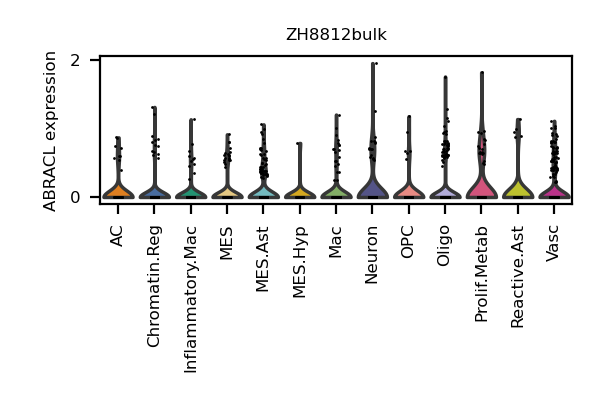 ZH8812bulk
ABRACL expression
2
0
AC
Chromatin.Reg
Inflammatory.Mac
MES
MES.Ast
MES.Hyp
Mac
Neuron
OPC
Oligo
Prolif.Metab
Reactive.Ast
Vasc